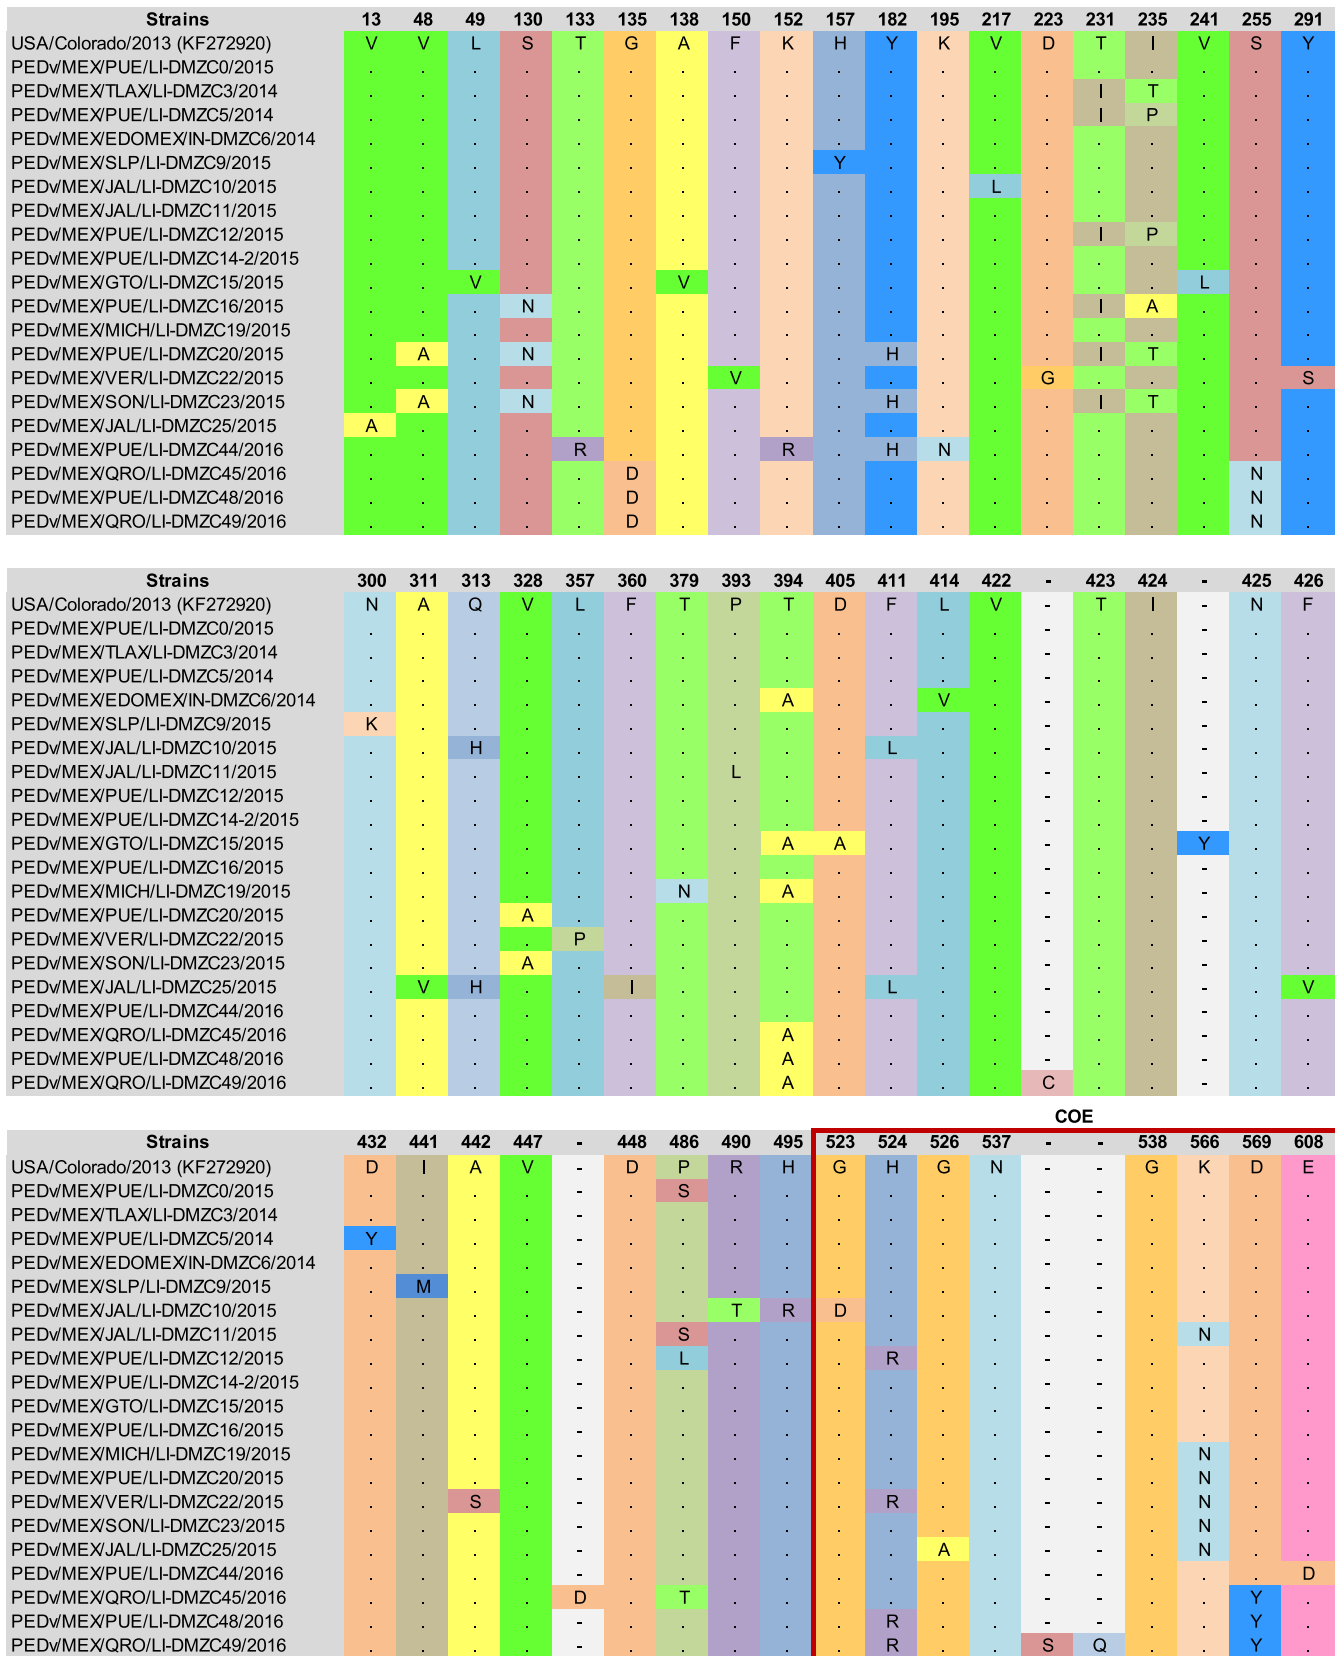 Strains 13 48 49 130 133 135 138 150 152 157 182 195 217 223 231 235 241 255 291
USA/Colorado/2013 (KF272920) V V L S T G A F K H Y K V D T I V S Y
PEDv/MEX/PUE/LI-DMZC0/2015 . . . . . . . . . . . . . . . . . . .
PEDv/MEX/TLAX/LI-DMZC3/2014 . . . . . . . . . . . . . . I T . . .
PEDv/MEX/PUE/LI-DMZC5/2014 . . . . . . . . . . . . . . I P . . .
PEDv/MEX/EDOMEX/IN-DMZC6/2014 . . . . . . . . . . . . . . . . . . .
PEDv/MEX/SLP/LI-DMZC9/2015 . . . . . . . . . Y . . . . . . . . .
PEDv/MEX/JAL/LI-DMZC10/2015 . . . . . . . . . . . . L . . . . . .
PEDv/MEX/JAL/LI-DMZC11/2015 . . . . . . . . . . . . . . . . . . .
PEDv/MEX/PUE/LI-DMZC12/2015 . . . . . . . . . . . . . . I P . . .
PEDv/MEX/PUE/LI-DMZC14-2/2015 . . . . . . . . . . . . . . . . . . .
PEDv/MEX/GTO/LI-DMZC15/2015 . . V . . . V . . . . . . . . . L . .
PEDv/MEX/PUE/LI-DMZC16/2015 . . . N . . . . . . . . . . I A . . .
PEDv/MEX/MICH/LI-DMZC19/2015 . . . . . . . . . . . . . . . . . . .
PEDv/MEX/PUE/LI-DMZC20/2015 . A . N . . . . . . H . . . I T . . .
PEDv/MEX/VER/LI-DMZC22/2015 . . . . . . . V . . . . . G . . . . S
PEDv/MEX/SON/LI-DMZC23/2015 . A . N . . . . . . H . . . I T . . .
PEDv/MEX/JAL/LI-DMZC25/2015 A . . . . . . . . . . . . . . . . . .
PEDv/MEX/PUE/LI-DMZC44/2016 . . . . R . . . R . H N . . . . . . .
PEDv/MEX/QRO/LI-DMZC45/2016 . . . . . D . . . . . . . . . . . N .
PEDv/MEX/PUE/LI-DMZC48/2016 . . . . . D . . . . . . . . . . . N .
PEDv/MEX/QRO/LI-DMZC49/2016 . . . . . D . . . . . . . . . . . N .
Strains 300 311 313 328 357 360 379 393 394 405 411 414 422 - 423 424 - 425 426
USA/Colorado/2013 (KF272920) N A Q V L F T P T D F L V - T I - N F
PEDv/MEX/PUE/LI-DMZC0/2015 . . . . . . . . . . . . . - . . - . .
PEDv/MEX/TLAX/LI-DMZC3/2014 . . . . . . . . . . . . . - . . - . .
PEDv/MEX/PUE/LI-DMZC5/2014 . . . . . . . . . . . . . - . . - . .
PEDv/MEX/EDOMEX/IN-DMZC6/2014 . . . . . . . . A . . V . - . . - . .
PEDv/MEX/SLP/LI-DMZC9/2015 K . . . . . . . . . . . . - . . - . .
PEDv/MEX/JAL/LI-DMZC10/2015 . . H . . . . . . . L . . - . . - . .
PEDv/MEX/JAL/LI-DMZC11/2015 . . . . . . . L . . . . . - . . - . .
PEDv/MEX/PUE/LI-DMZC12/2015 . . . . . . . . . . . . . - . . - . .
PEDv/MEX/PUE/LI-DMZC14-2/2015 . . . . . . . . . . . . . - . . - . .
PEDv/MEX/GTO/LI-DMZC15/2015 . . . . . . . . A A . . . - . . Y . .
PEDv/MEX/PUE/LI-DMZC16/2015 . . . . . . . . . . . . . - . . - . .
PEDv/MEX/MICH/LI-DMZC19/2015 . . . . . . N . A . . . . - . . - . .
PEDv/MEX/PUE/LI-DMZC20/2015 . . . A . . . . . . . . . - . . - . .
PEDv/MEX/VER/LI-DMZC22/2015 . . . . P . . . . . . . . - . . - . .
PEDv/MEX/SON/LI-DMZC23/2015 . . . A . . . . . . . . . - . . - . .
PEDv/MEX/JAL/LI-DMZC25/2015 . V H . . I . . . . L . . - . . - . V
PEDv/MEX/PUE/LI-DMZC44/2016 . . . . . . . . . . . . . - . . - . .
PEDv/MEX/QRO/LI-DMZC45/2016 . . . . . . . . A . . . . - . . - . .
PEDv/MEX/PUE/LI-DMZC48/2016 . . . . . . . . A . . . . - . . - . .
PEDv/MEX/QRO/LI-DMZC49/2016 . . . . . . . . A . . . . C . . - . .
COE
Strains 432 441 442 447 - 448 486 490 495 523 524 526 537 - - 538 566 569 608
USA/Colorado/2013 (KF272920) D I A V - D P R H G H G N - - G K D E
PEDv/MEX/PUE/LI-DMZC0/2015 . . . . - . S . . . . . . - - . . . .
PEDv/MEX/TLAX/LI-DMZC3/2014 . . . . - . . . . . . . . - - . . . .
PEDv/MEX/PUE/LI-DMZC5/2014 Y . . . - . . . . . . . . - - . . . .
PEDv/MEX/EDOMEX/IN-DMZC6/2014 . . . . - . . . . . . . . - - . . . .
PEDv/MEX/SLP/LI-DMZC9/2015 . M . . - . . . . . . . . - - . . . .
PEDv/MEX/JAL/LI-DMZC10/2015 . . . . - . . T R D . . . - - . . . .
PEDv/MEX/JAL/LI-DMZC11/2015 . . . . - . S . . . . . . - - . N . .
PEDv/MEX/PUE/LI-DMZC12/2015 . . . . - . L . . . R . . - - . . . .
PEDv/MEX/PUE/LI-DMZC14-2/2015 . . . . - . . . . . . . . - - . . . .
PEDv/MEX/GTO/LI-DMZC15/2015 . . . . - . . . . . . . . - - . . . .
PEDv/MEX/PUE/LI-DMZC16/2015 . . . . - . . . . . . . . - - . . . .
PEDv/MEX/MICH/LI-DMZC19/2015 . . . . - . . . . . . . . - - . N . .
PEDv/MEX/PUE/LI-DMZC20/2015 . . . . - . . . . . . . . - - . N . .
PEDv/MEX/VER/LI-DMZC22/2015 . . S . - . . . . . R . . - - . N . .
PEDv/MEX/SON/LI-DMZC23/2015 . . . . - . . . . . . . . - - . N . .
PEDv/MEX/JAL/LI-DMZC25/2015 . . . . - . . . . . . A . - - . N . .
PEDv/MEX/PUE/LI-DMZC44/2016 . . . . - . . . . . . . . - - . . . D
PEDv/MEX/QRO/LI-DMZC45/2016 . . . . D . T . . . . . . - - . . Y .
PEDv/MEX/PUE/LI-DMZC48/2016 . . . . - . . . . . R . . - - . . Y .
PEDv/MEX/QRO/LI-DMZC49/2016 . . . . - . . . . . R . . S Q . . Y .